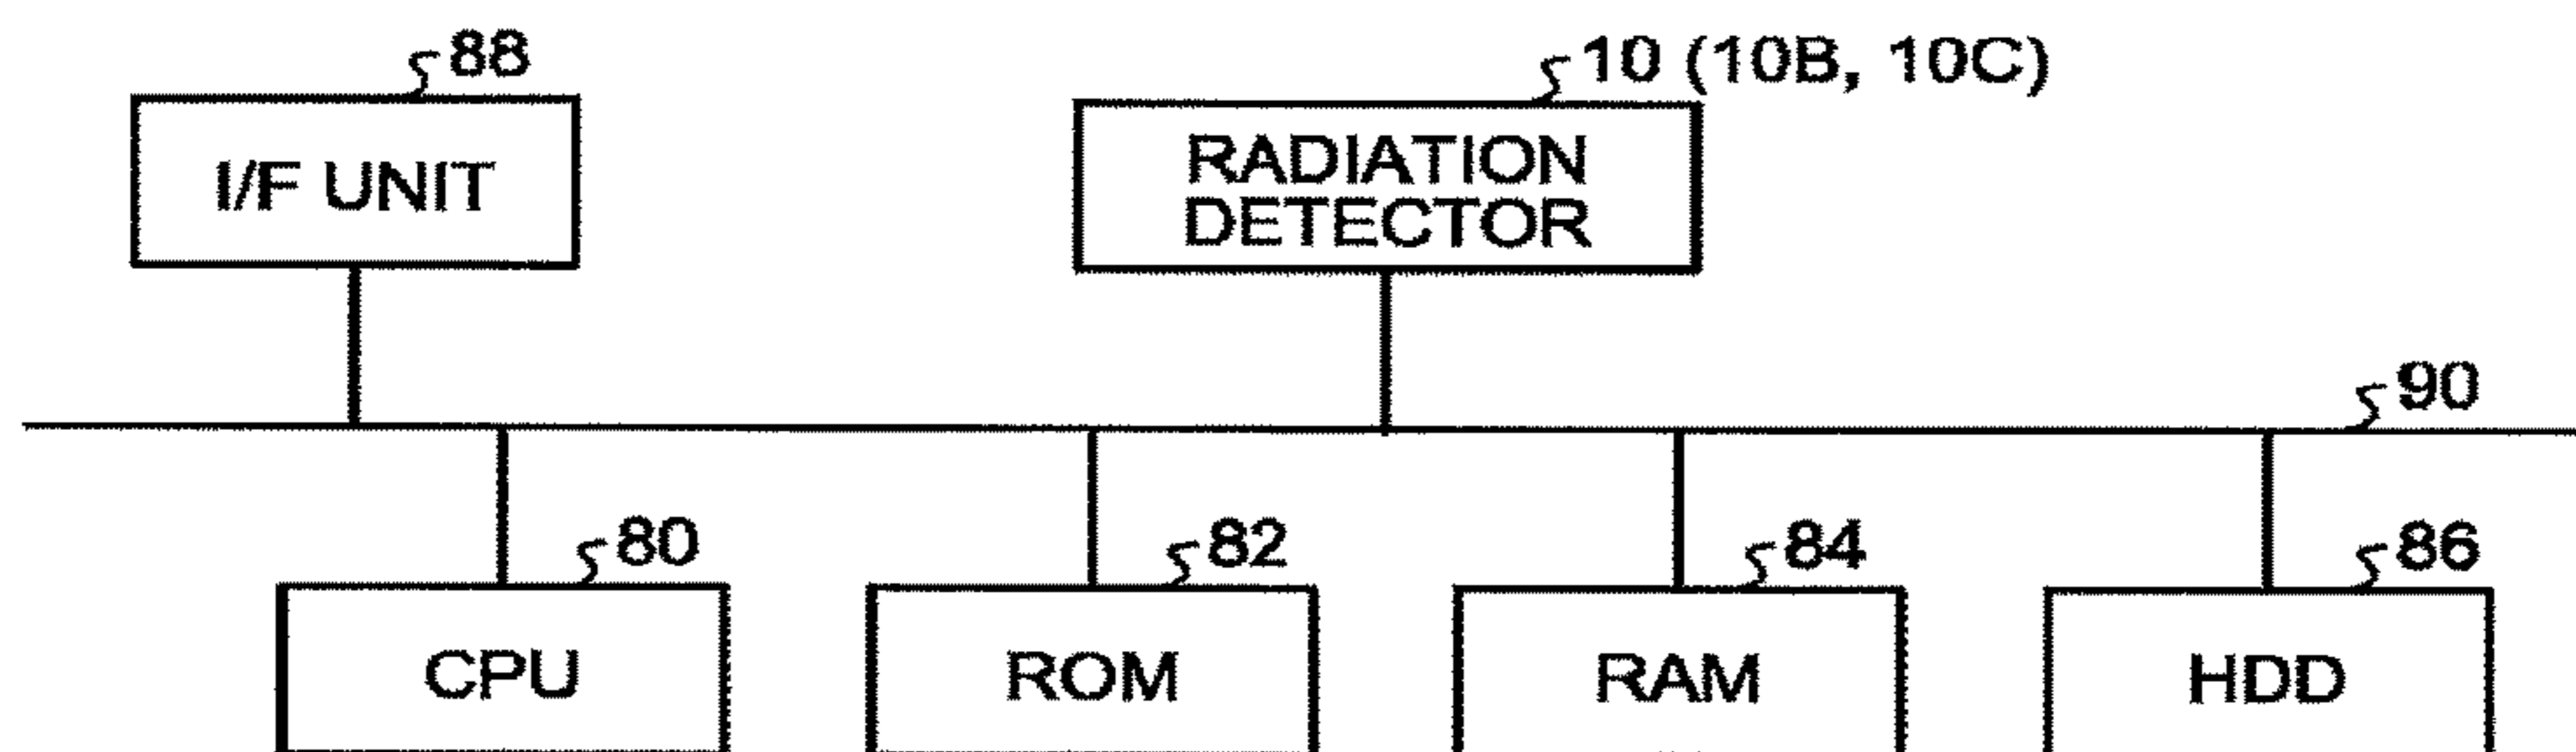 88
10 (10B, 10C)
I/F UNIT
RADIATION
DETECTOR
90
80
82
84
86
CPU
ROM
RAM
HDD